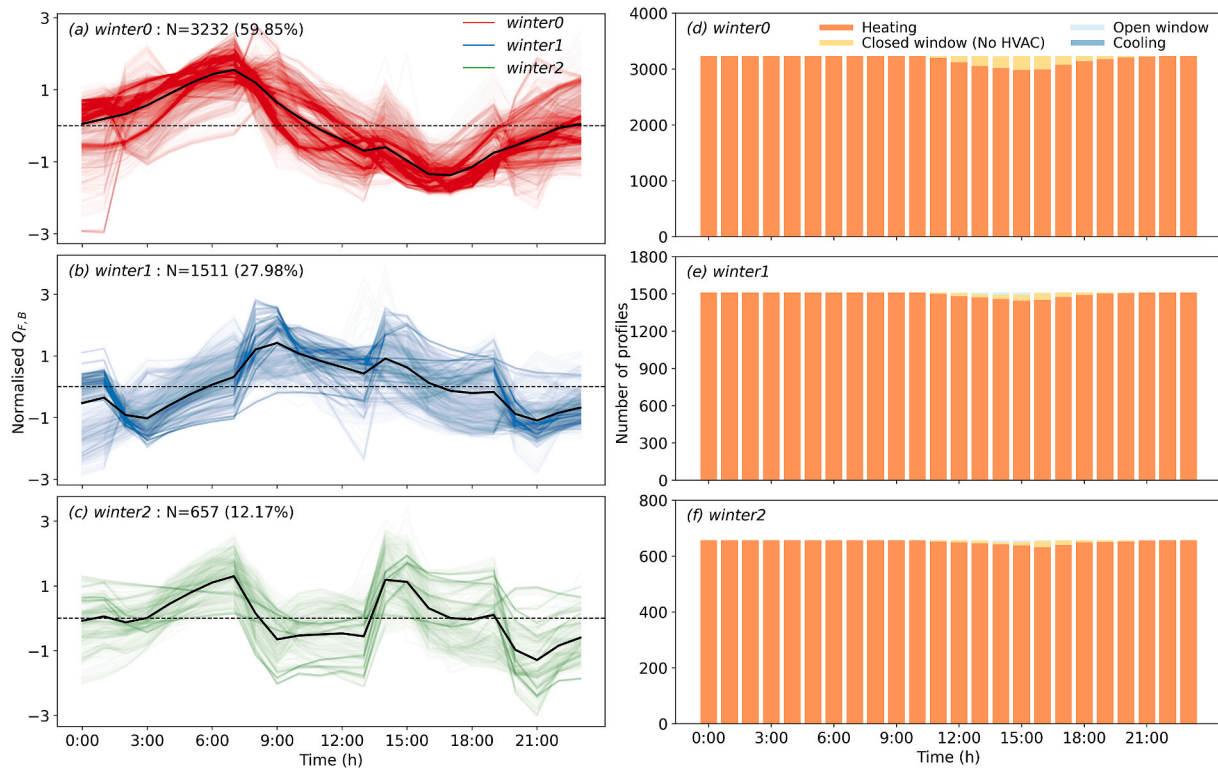 (a) winter0 : N=3232 (59.85%)
winter0
winter1
winter2
3
1
−1
−3
(b) winter1 : N=1511 (27.98%)
3
1
−1
−3
(c) winter2 : N=657 (12.17%)
3
1
−1
−3
Normalised Q_{F,B}
0:00 3:00 6:00 9:00 12:00 15:00 18:00 21:00
Time (h)
(d) winter0
Heating
Closed window (No HVAC)
Open window
Cooling
4000
3000
2000
1000
0
(e) winter1
1800
1500
1200
900
600
300
0
(f) winter2
800
600
400
200
0
Number of profiles
0:00 3:00 6:00 9:00 12:00 15:00 18:00 21:00
Time (h)